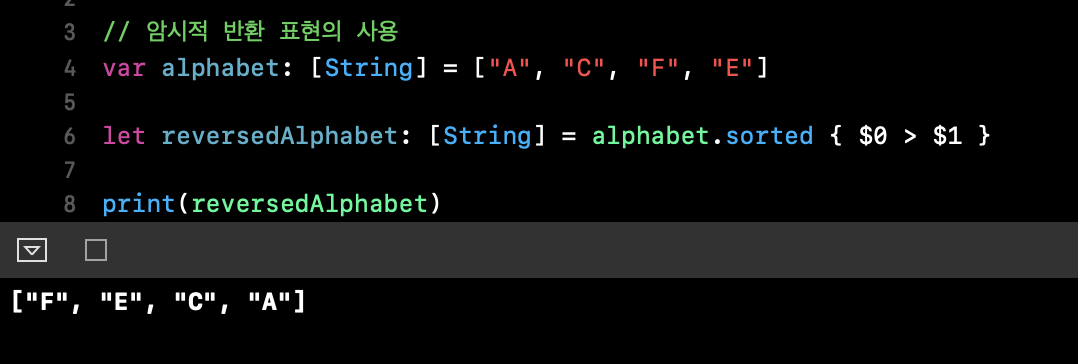 2
3 // 암시적 반환 표현의 사용
4 var alphabet: [String] = ["A", "C", "F", "E"]
5
6 let reversedAlphabet: [String] = alphabet.sorted { $0 > $1 }
7
8 print(reversedAlphabet)
["F", "E", "C", "A"]